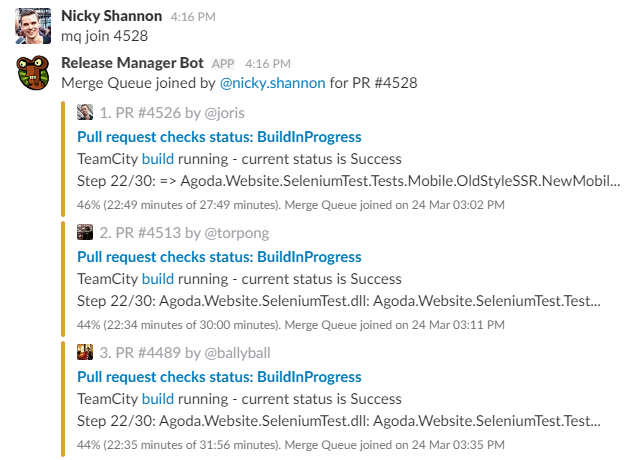 Nicky Shannon 4:16 PM
mq join 4528
Release Manager Bot APP 4:16 PM
Merge Queue joined by @nicky.shannon for PR #4528
1. PR #4526 by @joris
Pull request checks status: BuildInProgress
TeamCity build running - current status is Success
Step 22/30: => Agoda.Website.SeleniumTest.Tests.Mobile.OldStyleSSR.NewMobil...
46% (22:49 minutes of 27:49 minutes). Merge Queue joined on 24 Mar 03:02 PM
2. PR #4513 by @torpong
Pull request checks status: BuildInProgress
TeamCity build running - current status is Success
Step 22/30: Agoda.Website.SeleniumTest.dll: Agoda.Website.SeleniumTest.Test...
44% (22:34 minutes of 30:00 minutes). Merge Queue joined on 24 Mar 03:11 PM
3. PR #4489 by @ballyball
Pull request checks status: BuildInProgress
TeamCity build running - current status is Success
Step 22/30: Agoda.Website.SeleniumTest.dll: Agoda.Website.SeleniumTest.Test...
44% (22:35 minutes of 31:56 minutes). Merge Queue joined on 24 Mar 03:35 PM